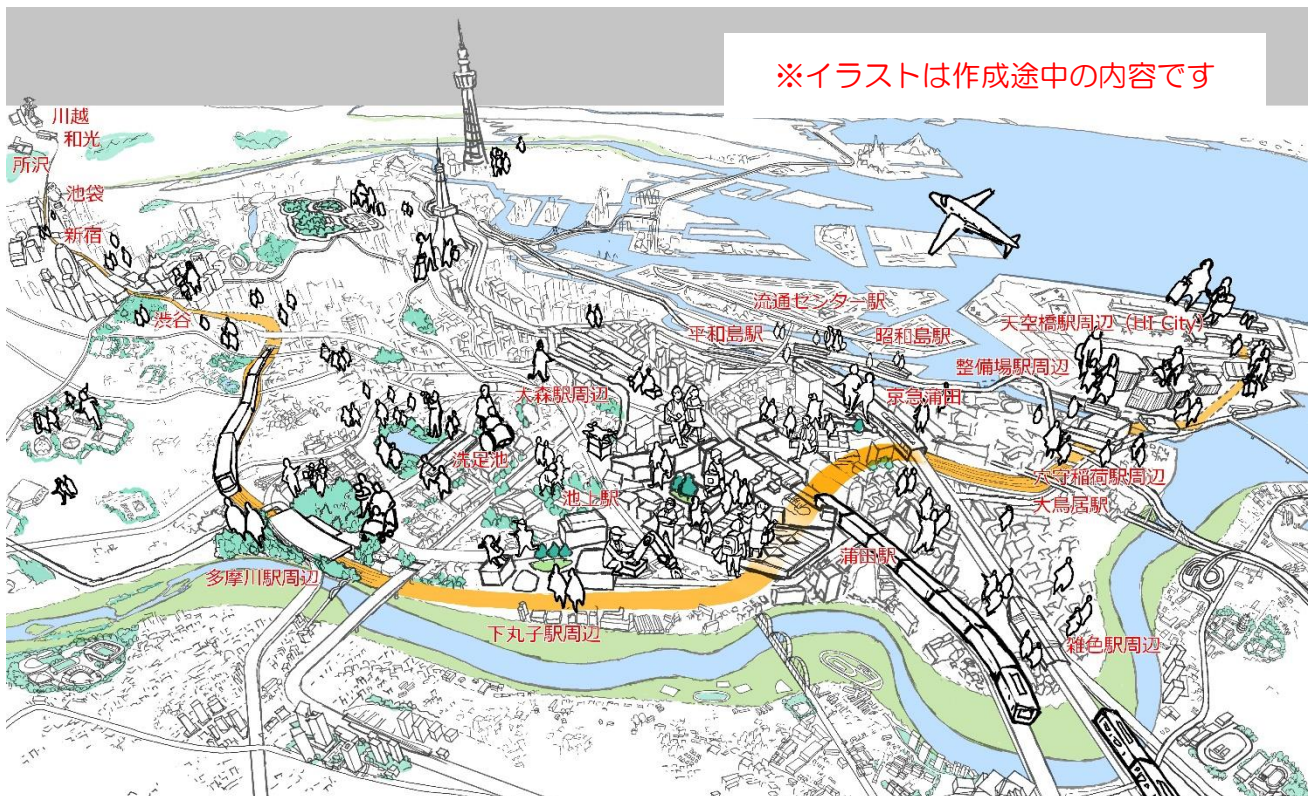 ※イラストは作成途中の内容です
川越
和光
所沢
池袋
新宿
渋谷
流通センター駅
平和島駅
昭和島駅
天空橋駅周辺（HI City）
整備場駅周辺
大森駅周辺
京急蒲田
洗足池
穴守稲荷駅周辺
池上駅
大鳥居駅
蒲田駅
多摩川駅周辺
下丸子駅周辺
雑色駅周辺